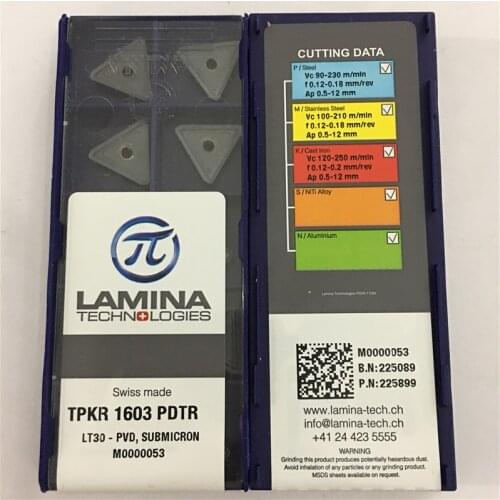 π
LAMINA
TECHNOLOGIES
Swiss made
TPKR 1603 PDTR
LT30 - PVD, SUBMICRON
M0000053
CUTTING DATA
P / Steel
Vc 90-230 m/min
f 0.12-0.18 mm/rev
Ap 0.5-12 mm
M / Stainless Steel
Vc 100-210 m/min
f 0.12-0.18 mm/rev
Ap 0.5-12 mm
K / Cast Iron
Vc 120-250 m/min
f 0.12-0.2 mm/rev
Ap 0.5-12 mm
S / NiTi Alloy
N / Aluminium
M0000053
B.N: 225089
P.N: 225899
www.lamina-tech.ch
info@lamina-tech.ch
+41 24 423 5555
WARNING
Grinding this product produces potentially hazardous dust.
Avoid inhalation of any particles or any grinding product.
MSDS sheets available on request.